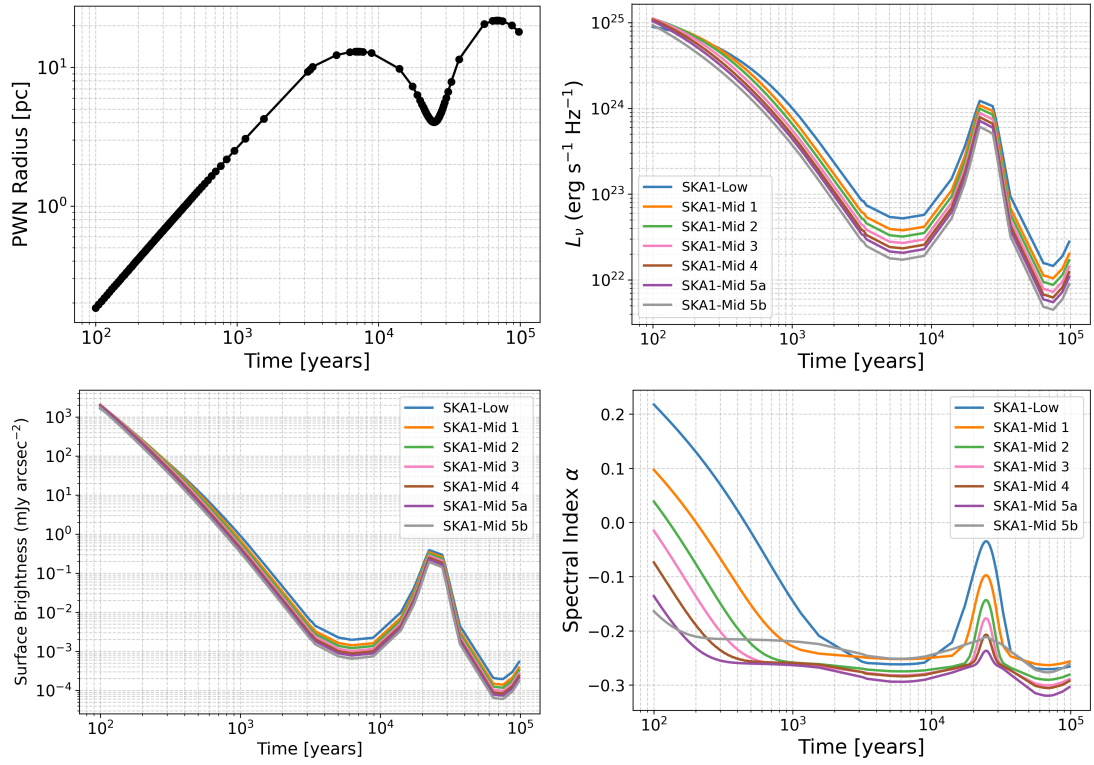 PWN Radius [pc]
10¹
10⁰
10² 10³ 10⁴ 10⁵
Time [years]
L_ν (erg s⁻¹ Hz⁻¹)
10²⁵
10²⁴
10²³
10²²
SKA1-Low
SKA1-Mid 1
SKA1-Mid 2
SKA1-Mid 3
SKA1-Mid 4
SKA1-Mid 5a
SKA1-Mid 5b
10² 10³ 10⁴ 10⁵
Time [years]
Surface Brightness (mJy arcsec⁻²)
10³
10²
10¹
10⁰
10⁻¹
10⁻²
10⁻³
10⁻⁴
SKA1-Low
SKA1-Mid 1
SKA1-Mid 2
SKA1-Mid 3
SKA1-Mid 4
SKA1-Mid 5a
SKA1-Mid 5b
10² 10³ 10⁴ 10⁵
Time [years]
Spectral Index α
0.2
0.1
0.0
−0.1
−0.2
−0.3
SKA1-Low
SKA1-Mid 1
SKA1-Mid 2
SKA1-Mid 3
SKA1-Mid 4
SKA1-Mid 5a
SKA1-Mid 5b
10² 10³ 10⁴ 10⁵
Time [years]